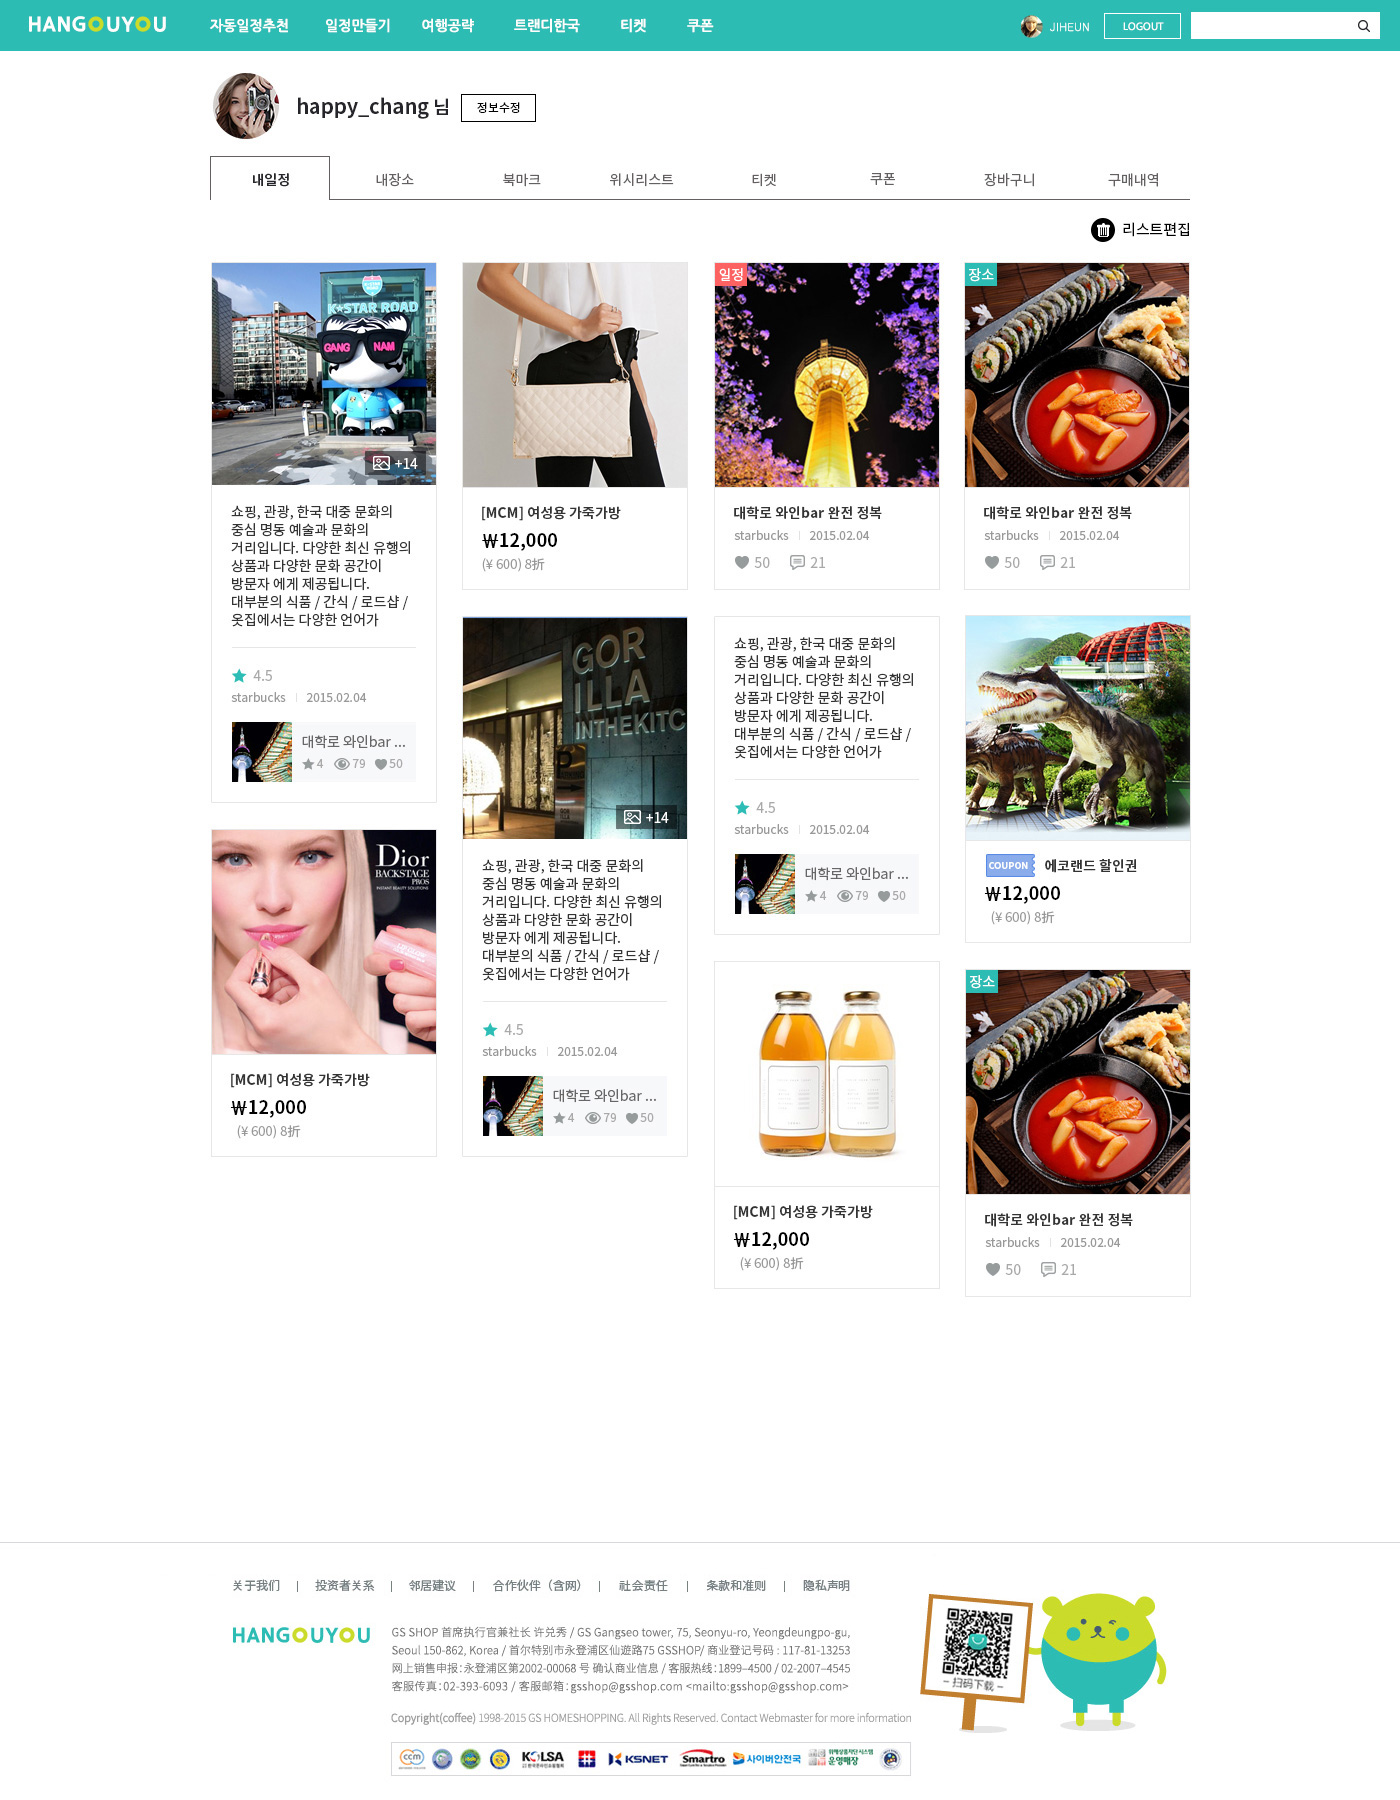 HANGOUYOU
자동일정추천
일정만들기
여행공략
트랜디한국
티켓
쿠폰
JIHEUN
LOGOUT
happy_chang 님
정보수정
내일정
내장소
북마크
위시리스트
티켓
쿠폰
장바구니
구매내역
리스트편집
K★STAR ROAD
GANG NAM
+14
쇼핑, 관광, 한국 대중 문화의
중심 명동 예술과 문화의
거리입니다. 다양한 최신 유행의
상품과 다양한 문화 공간이
방문자 에게 제공됩니다.
대부분의 식품 / 간식 / 로드샵 /
옷집에서는 다양한 언어가
4.5
starbucks | 2015.02.04
대학로 와인bar ...
4 79 50
Dior
BACKSTAGE
PROS
INSTANT BEAUTY SOLUTIONS
[MCM] 여성용 가죽가방
₩12,000
(¥ 600) 8折
[MCM] 여성용 가죽가방
₩12,000
(¥ 600) 8折
GOR
ILLA
INTHEKITC
P
+14
쇼핑, 관광, 한국 대중 문화의
중심 명동 예술과 문화의
거리입니다. 다양한 최신 유행의
상품과 다양한 문화 공간이
방문자 에게 제공됩니다.
대부분의 식품 / 간식 / 로드샵 /
옷집에서는 다양한 언어가
4.5
starbucks | 2015.02.04
대학로 와인bar ...
4 79 50
일정
대학로 와인bar 완전 정복
starbucks | 2015.02.04
50 21
쇼핑, 관광, 한국 대중 문화의
중심 명동 예술과 문화의
거리입니다. 다양한 최신 유행의
상품과 다양한 문화 공간이
방문자 에게 제공됩니다.
대부분의 식품 / 간식 / 로드샵 /
옷집에서는 다양한 언어가
4.5
starbucks | 2015.02.04
대학로 와인bar ...
4 79 50
[MCM] 여성용 가죽가방
₩12,000
(¥ 600) 8折
장소
대학로 와인bar 완전 정복
starbucks | 2015.02.04
50 21
COUPON 에코랜드 할인권
₩12,000
(¥ 600) 8折
장소
대학로 와인bar 완전 정복
starbucks | 2015.02.04
50 21
关于我们 | 投资者关系 | 邻居建议 | 合作伙伴（含网） | 社会责任 | 条款和准则 | 隐私声明
HANGOUYOU
GS SHOP 首席执行官兼社长 许兑秀 / GS Gangseo tower, 75, Seonyu-ro, Yeongdeungpo-gu,
Seoul 150-862, Korea / 首尔特别市永登浦区仙遊路75 GSSHOP/ 商业登记号码 : 117-81-13253
网上销售申报:永登浦区第2002-00068 号 确认商业信息 / 客服热线:1899-4500 / 02-2007-4545
客服传真:02-393-6093 / 客服邮箱:gsshop@gsshop.com <mailto:gsshop@gsshop.com>
Copyright(coffee) 1998-2015 GS HOMESHOPPING. All Rights Reserved. Contact Webmaster for more information
ccm
KOLSA
KSNET
Smartro
사이버안전국
위해상품차단시스템
운영매장
– 扫码下载 –